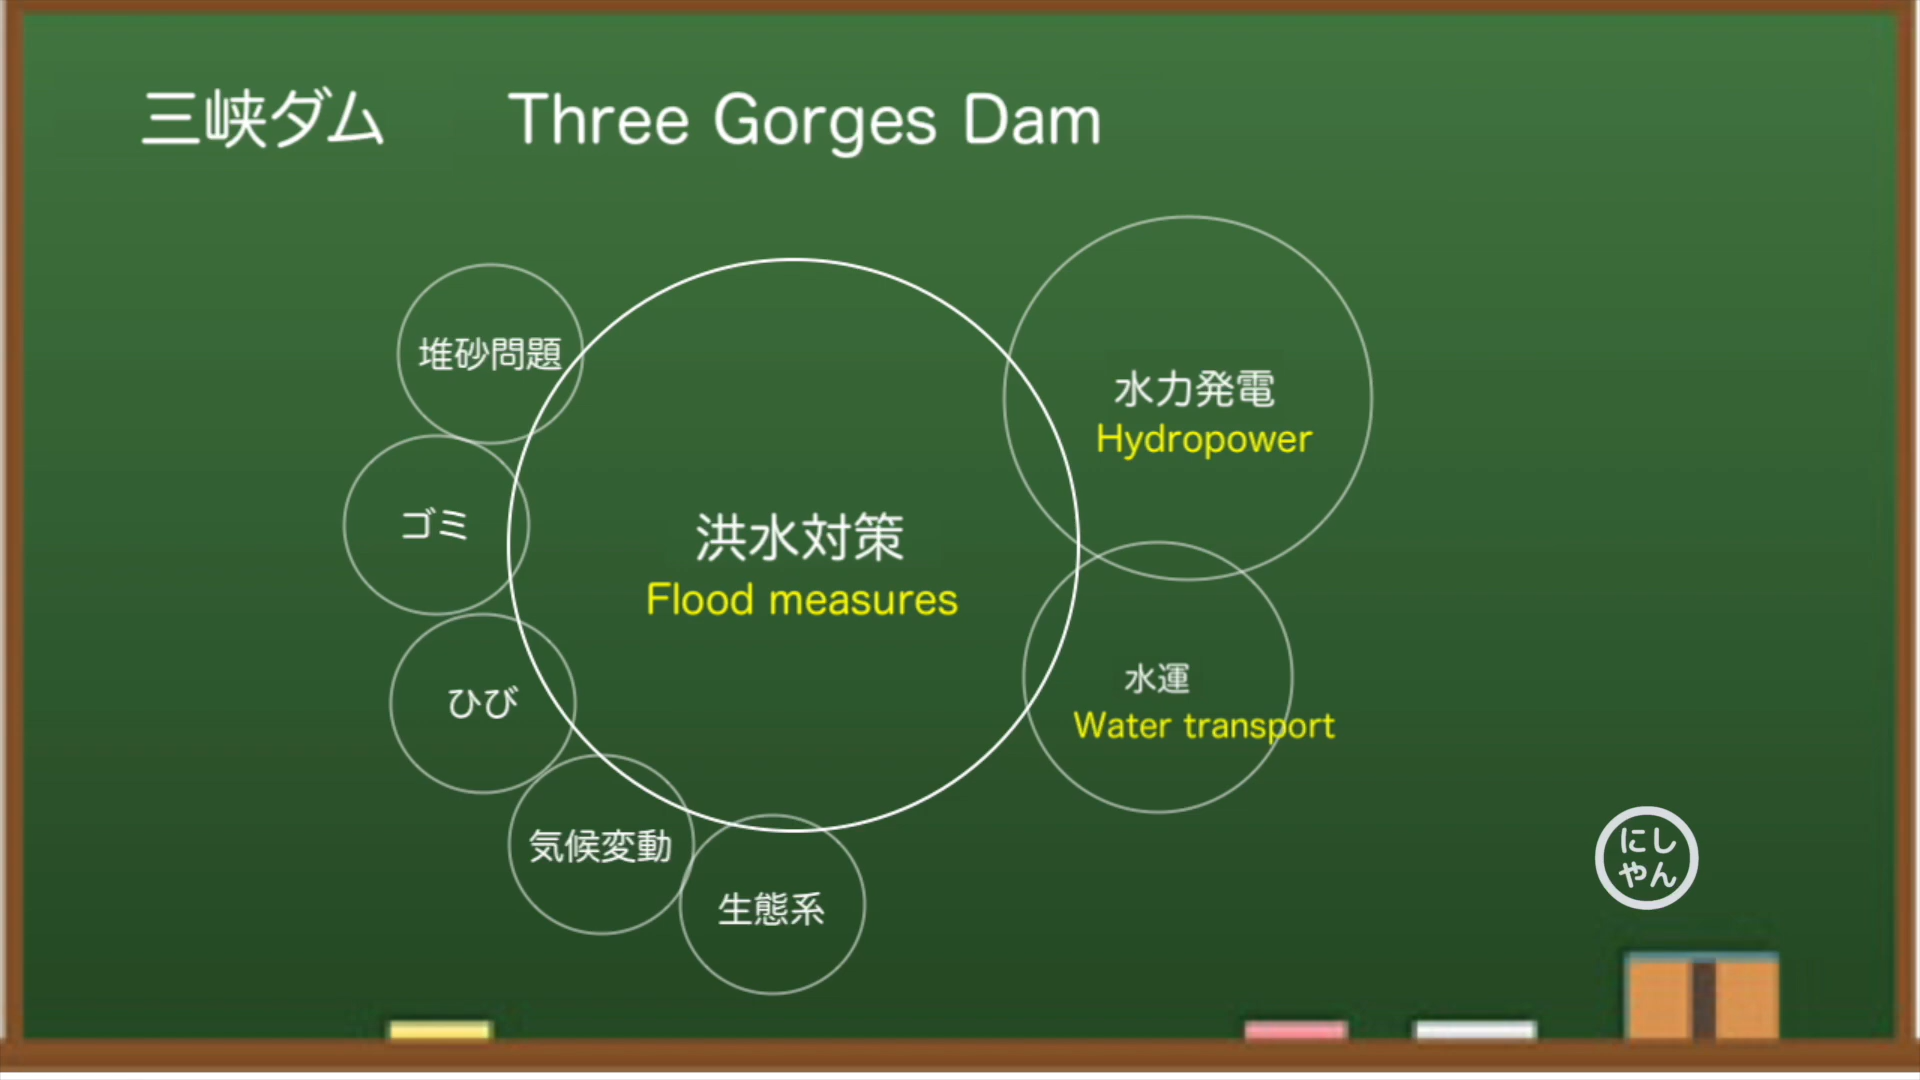 三峡ダム Three Gorges Dam
堆砂問題
ゴミ
ひび
気候変動
生態系
洪水対策
Flood measures
水力発電
Hydropower
水運
Water transport
にし
やん